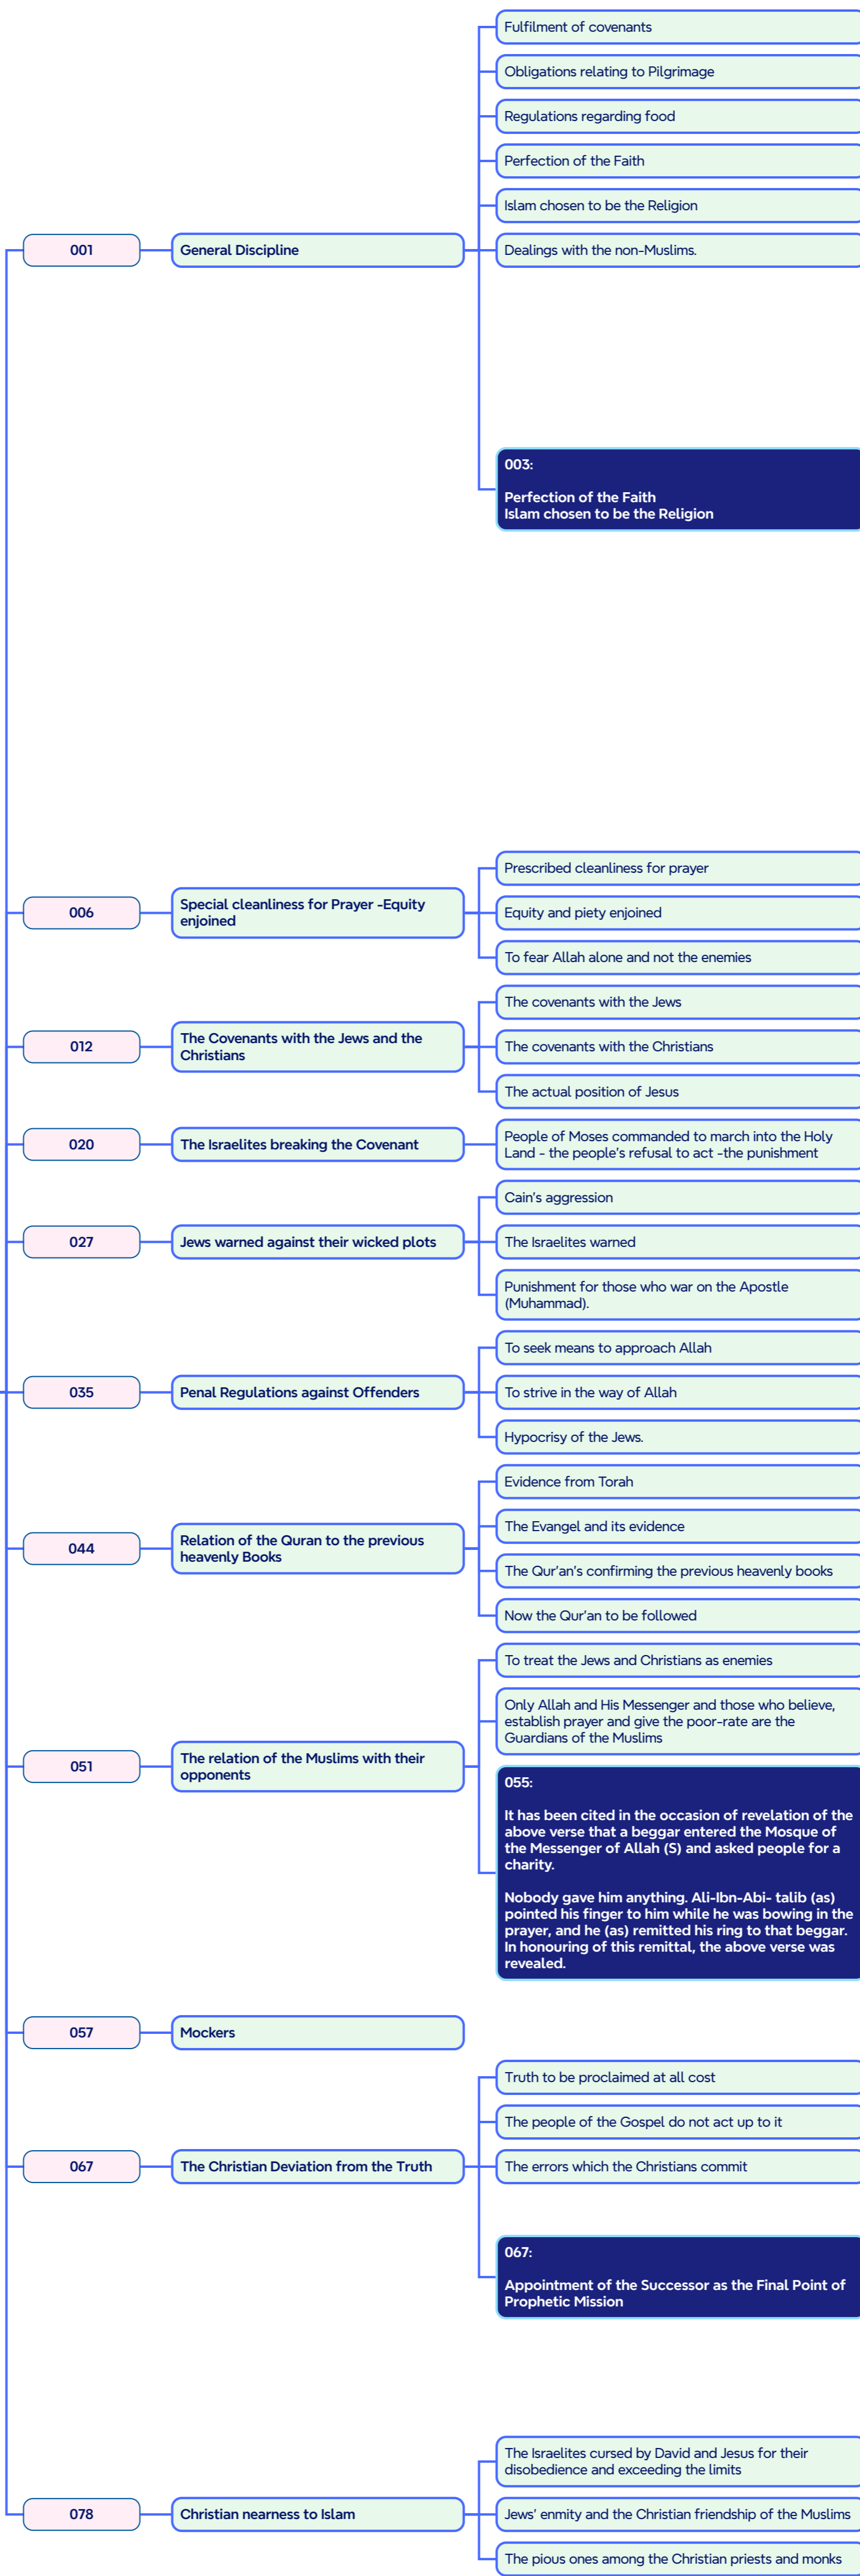 001
General Discipline
Fulfilment of covenants
Obligations relating to Pilgrimage
Regulations regarding food
Perfection of the Faith
Islam chosen to be the Religion
Dealings with the non-Muslims.
003:
Perfection of the Faith
Islam chosen to be the Religion
006
Special cleanliness for Prayer -Equity
enjoined
Prescribed cleanliness for prayer
Equity and piety enjoined
To fear Allah alone and not the enemies
012
The Covenants with the Jews and the
Christians
The covenants with the Jews
The covenants with the Christians
The actual position of Jesus
020
The Israelites breaking the Covenant
People of Moses commanded to march into the Holy
Land - the people's refusal to act -the punishment
027
Jews warned against their wicked plots
Cain's aggression
The Israelites warned
Punishment for those who war on the Apostle
(Muhammad).
035
Penal Regulations against Offenders
To seek means to approach Allah
To strive in the way of Allah
Hypocrisy of the Jews.
044
Relation of the Quran to the previous
heavenly Books
Evidence from Torah
The Evangel and its evidence
The Qur'an's confirming the previous heavenly books
Now the Qur'an to be followed
051
The relation of the Muslims with their
opponents
To treat the Jews and Christians as enemies
Only Allah and His Messenger and those who believe,
establish prayer and give the poor-rate are the
Guardians of the Muslims
055:
It has been cited in the occasion of revelation of the
above verse that a beggar entered the Mosque of
the Messenger of Allah (S) and asked people for a
charity.
Nobody gave him anything. Ali-Ibn-Abi- talib (as)
pointed his finger to him while he was bowing in the
prayer, and he (as) remitted his ring to that beggar.
In honouring of this remittal, the above verse was
revealed.
057
Mockers
067
The Christian Deviation from the Truth
Truth to be proclaimed at all cost
The people of the Gospel do not act up to it
The errors which the Christians commit
067:
Appointment of the Successor as the Final Point of
Prophetic Mission
078
Christian nearness to Islam
The Israelites cursed by David and Jesus for their
disobedience and exceeding the limits
Jews' enmity and the Christian friendship of the Muslims
The pious ones among the Christian priests and monks